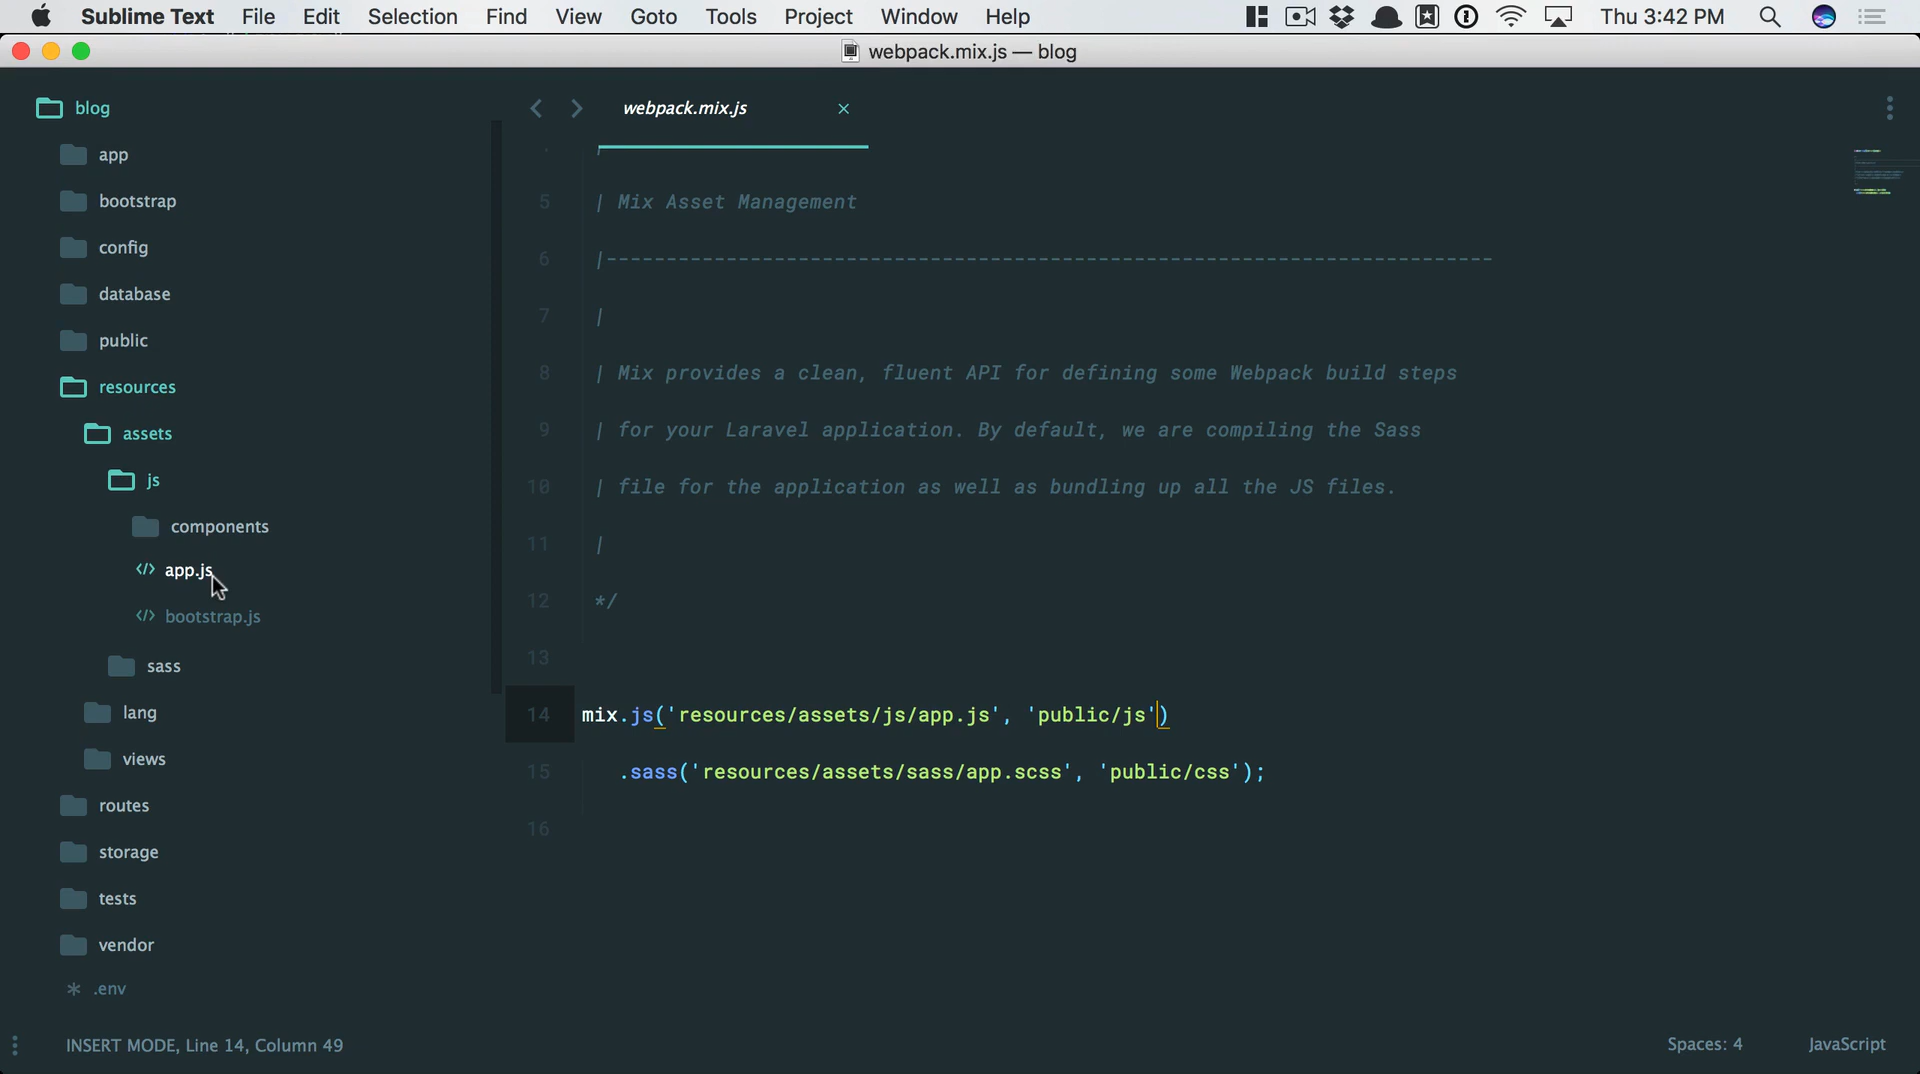 Sublime Text File Edit Selection Find View Goto Tools Project Window Help Thu 3:42 PM
webpack.mix.js — blog
blog
app
bootstrap
config
database
public
resources
assets
js
components
app.js
bootstrap.js
sass
lang
views
routes
storage
tests
vendor
.env
webpack.mix.js ×
5 | Mix Asset Management
6 |--------------------------------------------------------------------------
7 |
8 | Mix provides a clean, fluent API for defining some Webpack build steps
9 | for your Laravel application. By default, we are compiling the Sass
10 | file for the application as well as bundling up all the JS files.
11 |
12 */
13
14 mix.js('resources/assets/js/app.js', 'public/js')
15 .sass('resources/assets/sass/app.scss', 'public/css');
16
INSERT MODE, Line 14, Column 49 Spaces: 4 JavaScript